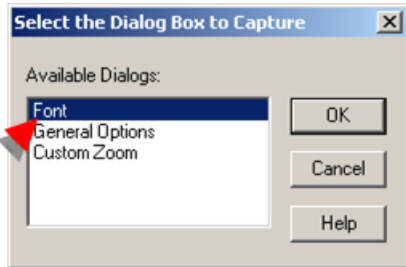 Select the Dialog Box to Capture
Available Dialogs:
Font
General Options
Custom Zoom
OK
Cancel
Help